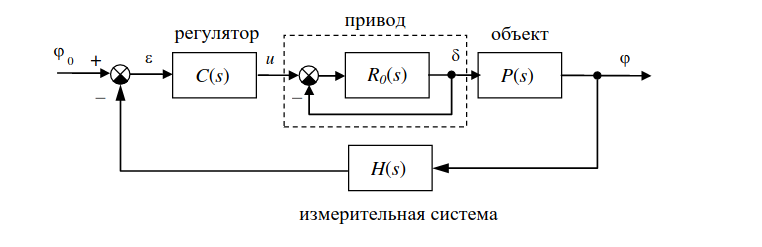 привод
регулятор
объект
φ₀ + ε u δ φ
C(s) R₀(s) P(s)
− −
H(s)
измерительная система